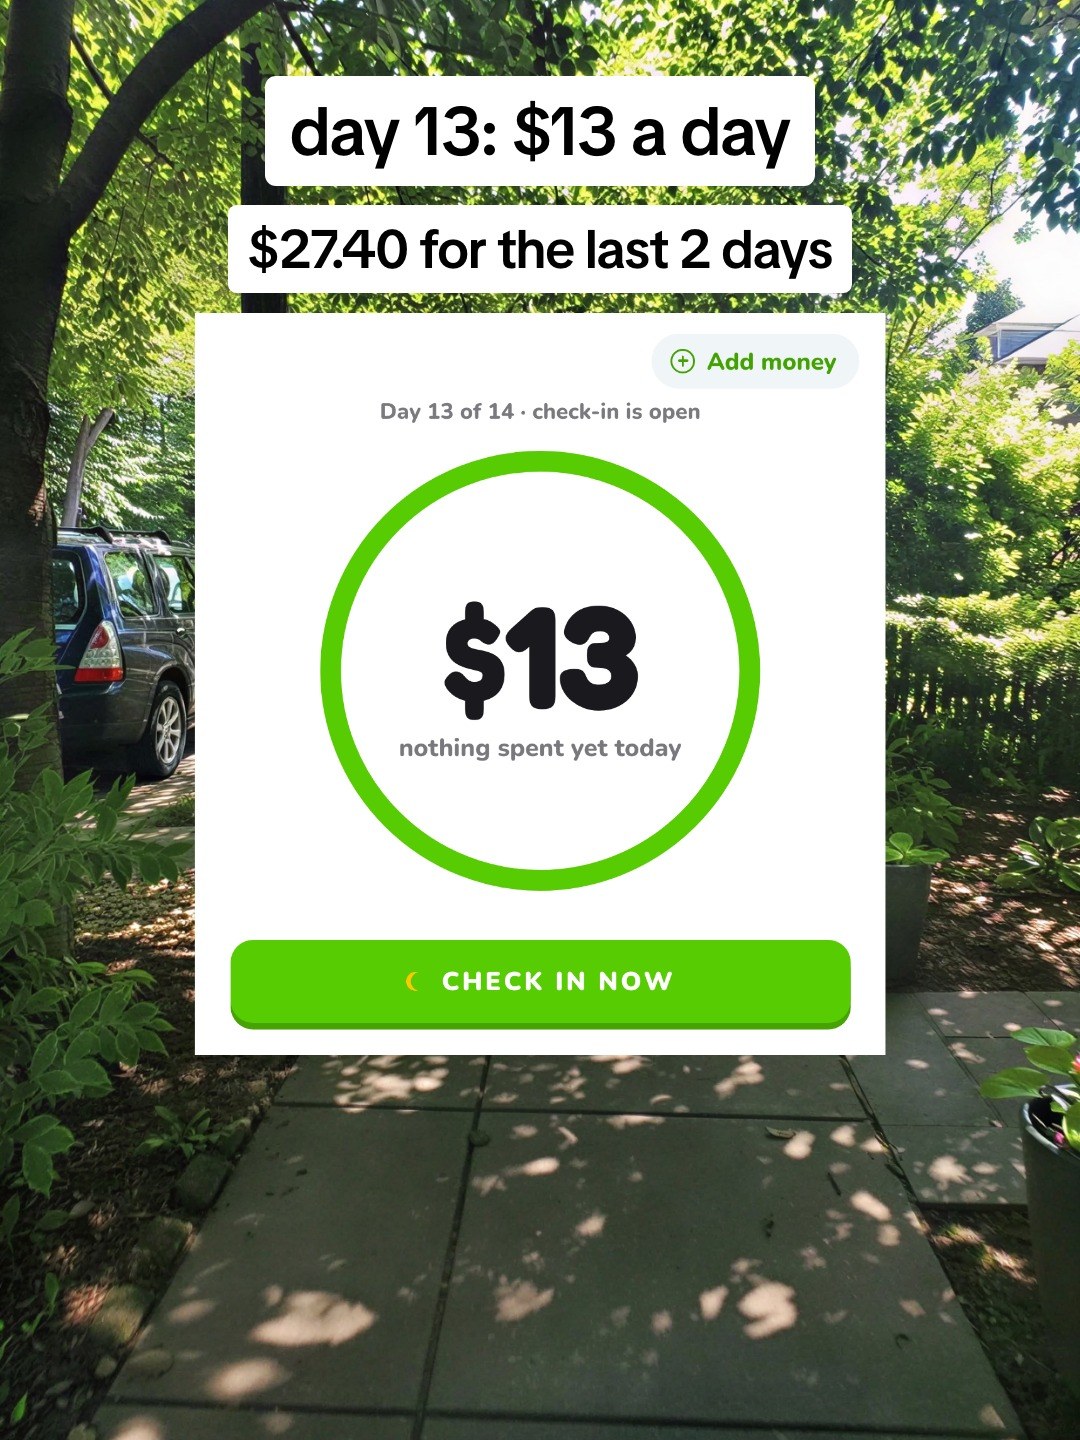 day 13: $13 a day
$27.40 for the last 2 days
Add money
Day 13 of 14 · check-in is open
$13
nothing spent yet today
CHECK IN NOW